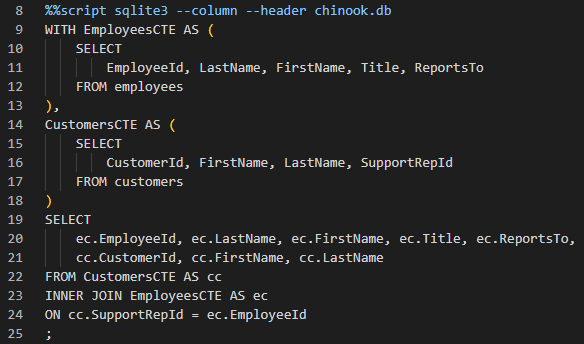 8 %%script sqlite3 --column --header chinook.db
9 WITH EmployeesCTE AS (
10     SELECT
11         EmployeeId, LastName, FirstName, Title, ReportsTo
12     FROM employees
13 ),
14 CustomersCTE AS (
15     SELECT
16         CustomerId, FirstName, LastName, SupportRepId
17     FROM customers
18 )
19 SELECT
20     ec.EmployeeId, ec.LastName, ec.FirstName, ec.Title, ec.ReportsTo,
21     cc.CustomerId, cc.FirstName, cc.LastName
22 FROM CustomersCTE AS cc
23 INNER JOIN EmployeesCTE AS ec
24 ON cc.SupportRepId = ec.EmployeeId
25 ;